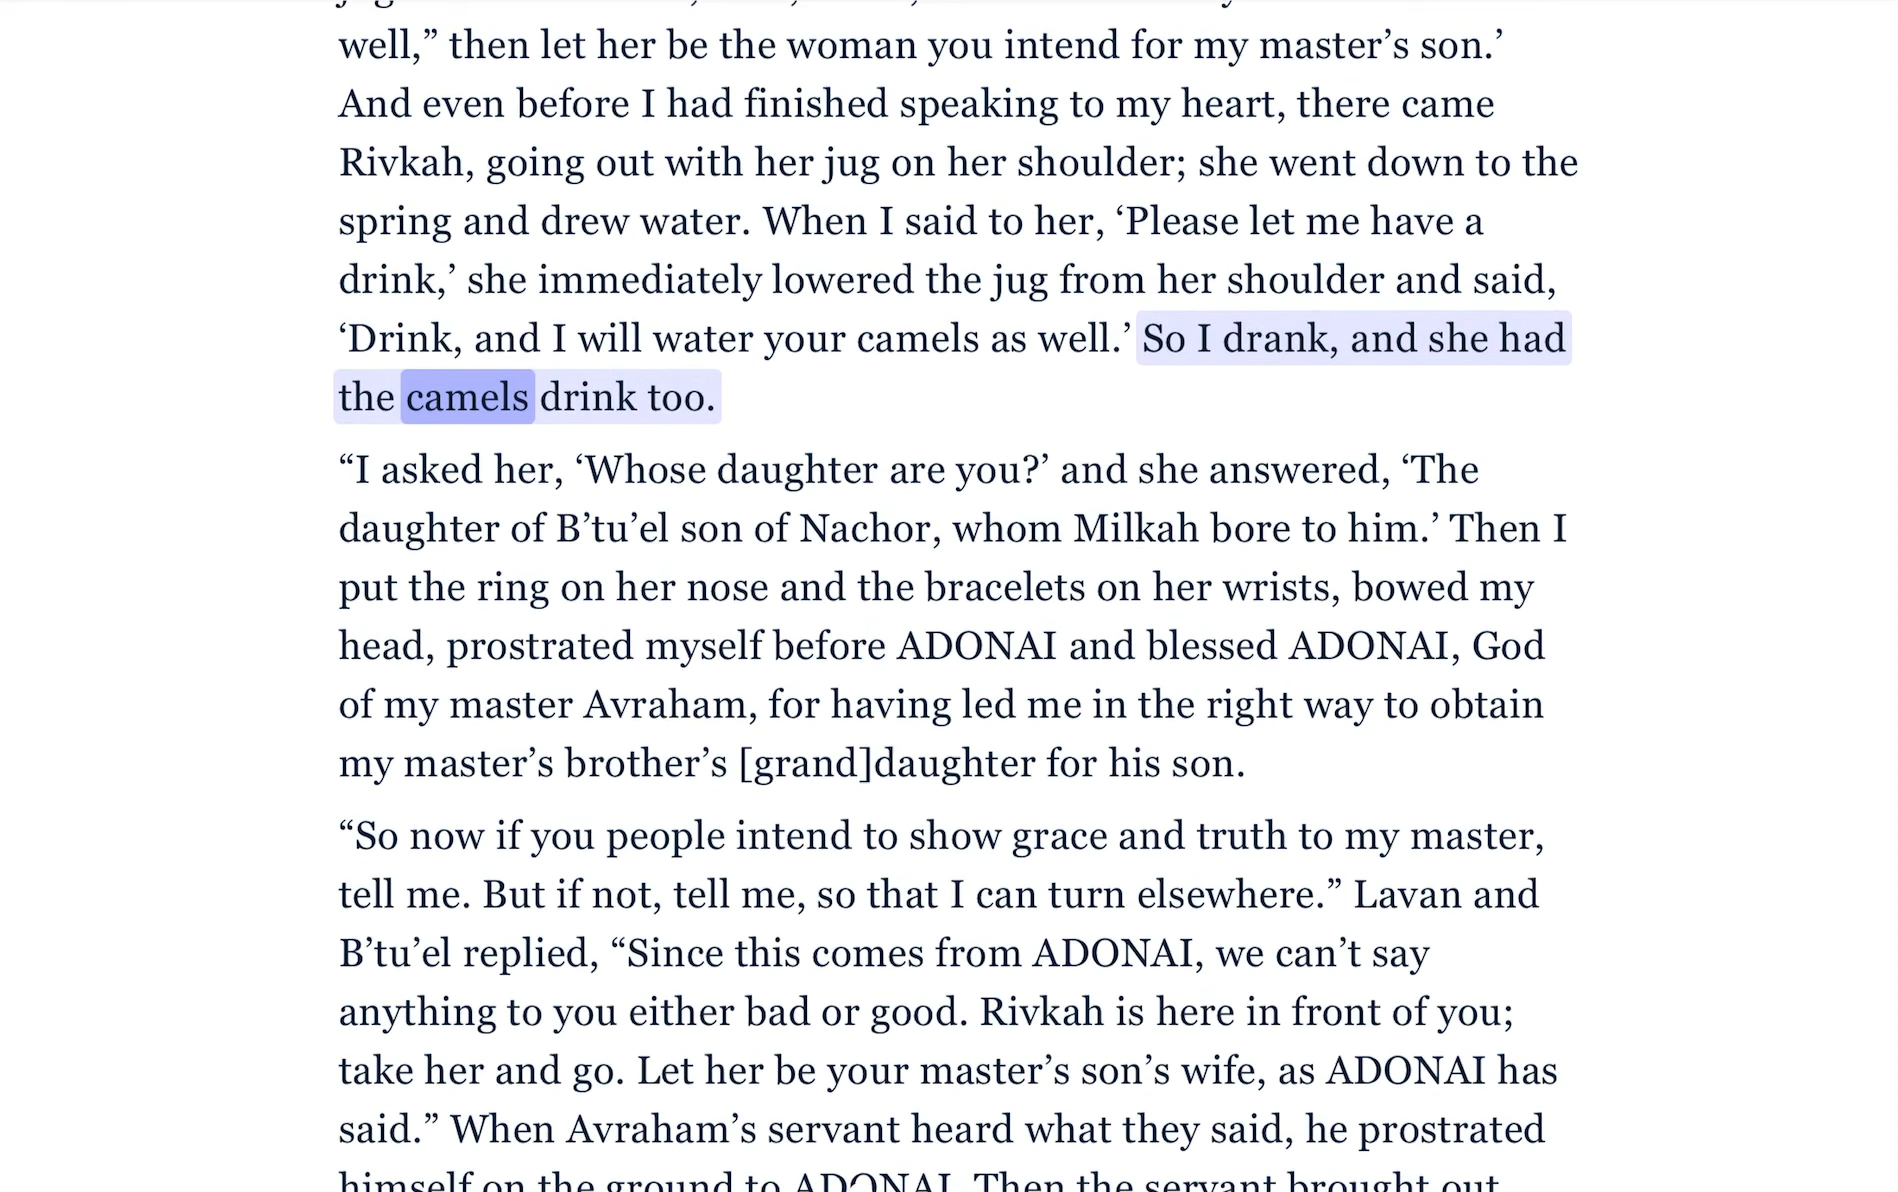 well,” then let her be the woman you intend for my master’s son.’
And even before I had finished speaking to my heart, there came
Rivkah, going out with her jug on her shoulder; she went down to the
spring and drew water. When I said to her, ‘Please let me have a
drink,’ she immediately lowered the jug from her shoulder and said,
‘Drink, and I will water your camels as well.’ So I drank, and she had
the camels drink too.
“I asked her, ‘Whose daughter are you?’ and she answered, ‘The
daughter of B’tu’el son of Nachor, whom Milkah bore to him.’ Then I
put the ring on her nose and the bracelets on her wrists, bowed my
head, prostrated myself before ADONAI and blessed ADONAI, God
of my master Avraham, for having led me in the right way to obtain
my master’s brother’s [grand]daughter for his son.
“So now if you people intend to show grace and truth to my master,
tell me. But if not, tell me, so that I can turn elsewhere.” Lavan and
B’tu’el replied, “Since this comes from ADONAI, we can’t say
anything to you either bad or good. Rivkah is here in front of you;
take her and go. Let her be your master’s son’s wife, as ADONAI has
said.” When Avraham’s servant heard what they said, he prostrated
himself on the ground to ADONAI. Then the servant brought out